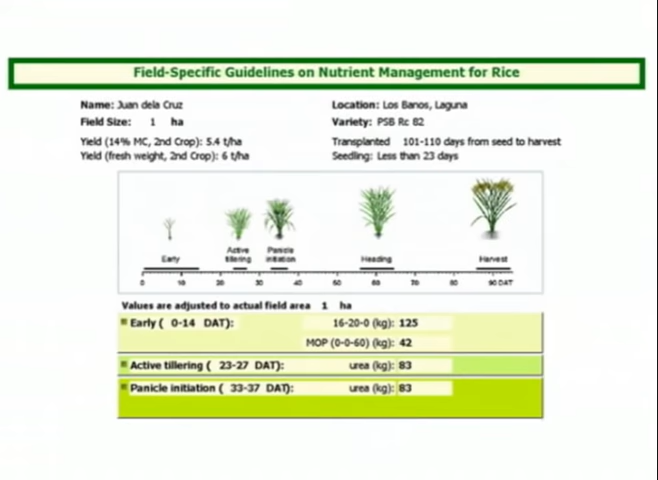 Field-Specific Guidelines on Nutrient Management for Rice
Name: Juan dela Cruz
Location: Los Banos, Laguna
Field Size: 1 ha
Variety: PSB Rc 82
Yield (14% MC, 2nd Crop): 5.4 t/ha
Transplanted 101-110 days from seed to harvest
Yield (fresh weight, 2nd Crop): 6 t/ha
Seedling: Less than 23 days
Early
Active tillering
Panicle initiation
Heading
Harvest
0 10 20 30 40 50 60 70 80 90 DAT
Values are adjusted to actual field area 1 ha
Early ( 0-14 DAT): 16-20-0 (kg): 125
MOP (0-0-60) (kg): 42
Active tillering ( 23-27 DAT): urea (kg): 83
Panicle initiation ( 33-37 DAT): urea (kg): 83